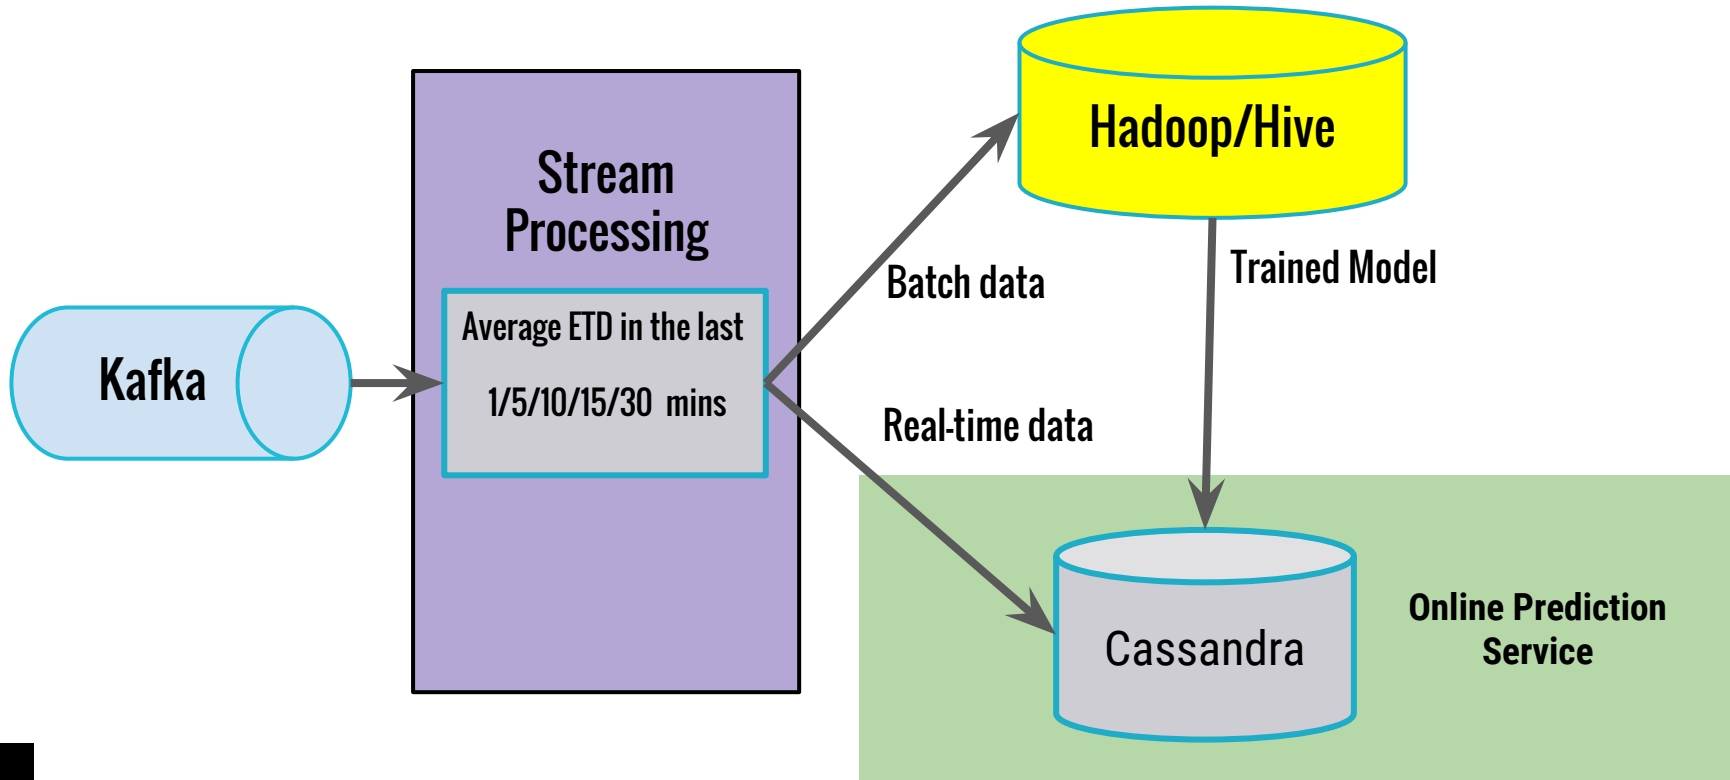 Hadoop/Hive
Stream
Processing
Trained Model
Batch data
Average ETD in the last
1/5/10/15/30 mins
Kafka
Real-time data
Online Prediction
Service
Cassandra